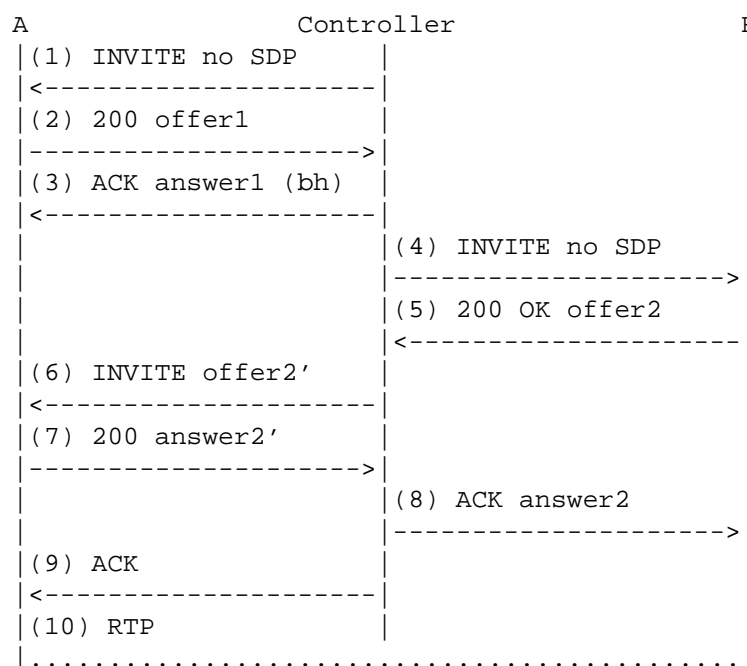 A Controller
(1) INVITE no SDP
(2) 200 offer1
(3) ACK answer1 (bh)
(4) INVITE no SDP
(5) 200 OK offer2
(6) INVITE offer2'
(7) 200 answer2'
(8) ACK answer2
(9) ACK
(10) RTP